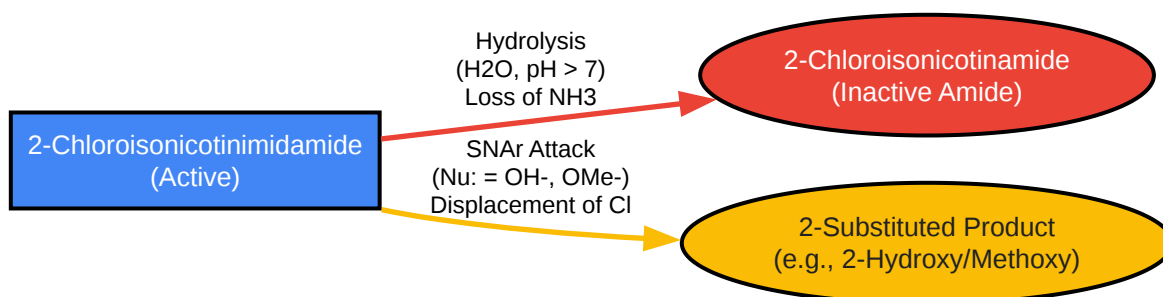 Hydrolysis
(H2O, pH > 7)
Loss of NH3
2-Chloroisonicotinamide
(Inactive Amide)
2-Chloroisonicotinimidamide
(Active)
SNAr Attack
(Nu: = OH-, OMe-)
Displacement of Cl
2-Substituted Product
(e.g., 2-Hydroxy/Methoxy)